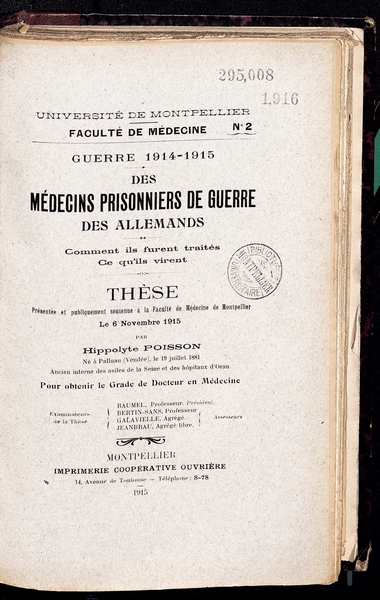 295,008
1,916
UNIVERSITÉ DE MONTPELLIER
FACULTÉ DE MÉDECINE N° 2
GUERRE 1914-1915
DES
MÉDECINS PRISONNIERS DE GUERRE
DES ALLEMANDS
Comment ils furent traités
Ce qu'ils virent
THÈSE
Présentée et publiquement soutenue à la Faculté de Médecine de Montpellier
Le 6 Novembre 1915
PAR
Hippolyte POISSON
Né à Palluau (Vendée), le 19 juillet 1881
Ancien interne des asiles de la Seine et des hôpitaux d'Oran
Pour obtenir le Grade de Docteur en Médecine
Examinateurs de la Thèse
BAUMEL, Professeur, Président.
BERTIN-SANS, Professeur
GALAVIELLE, Agrégé.
JEANBRAU, Agrégé libre.
Assesseurs
MONTPELLIER
IMPRIMERIE COOPÉRATIVE OUVRIÈRE
14, Avenue de Toulouse — Téléphone : 8-78
1915